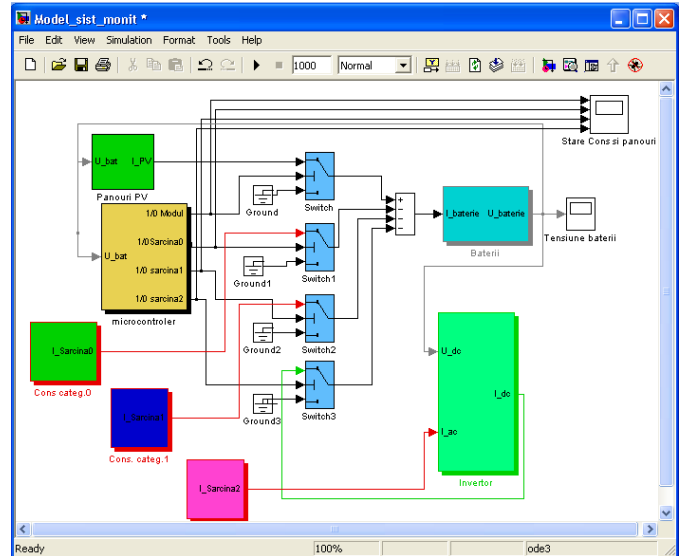 Model_sist_monit *
File Edit View Simulation Format Tools Help
1000 Normal
Stare Cons si panouri
U_bat I_PV
Panouri PV
Switch
Ground
1/0 Modul
1/0Sarcina0
U_bat
1/0 sarcina1
1/0 sarcina2
microcontroler
+
−
−
−
I_baterie U_baterie
Baterii
Tensiune baterii
Switch1
Ground1
Switch2
Ground2
Switch3
Ground3
I_Sarcina0
Cons categ.0
I_Sarcina1
Cons. categ.1
I_Sarcina2
U_dc
I_dc
I_ac
Invertor
Ready 100% ode3